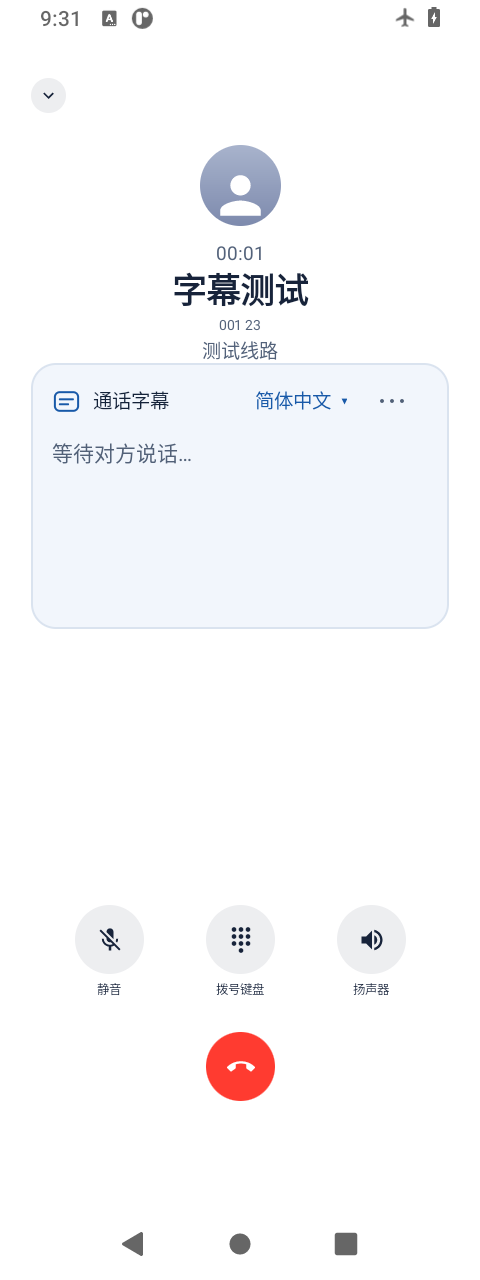 9:31
00:01
字幕测试
001 23
测试线路
通话字幕 简体中文
等待对方说话...
静音 拨号键盘 扬声器